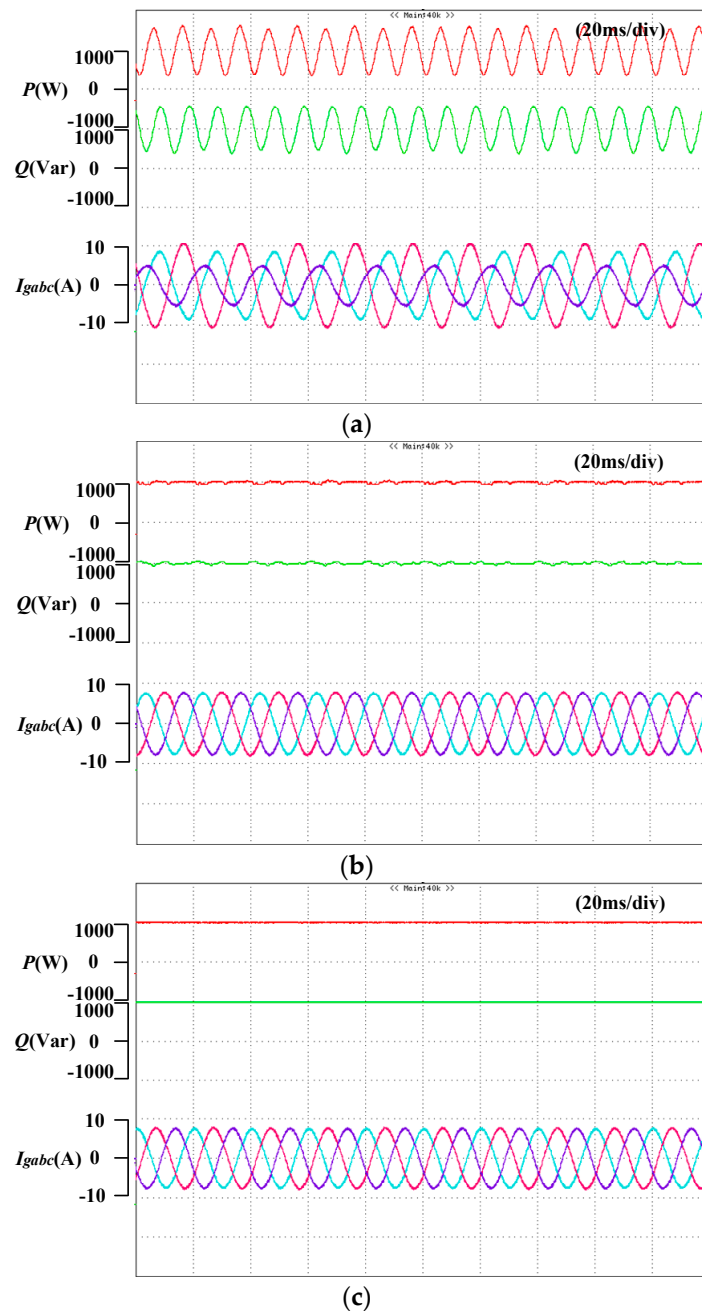 << Main:40k >>
(20ms/div)
1000
P(W) 0
-1000
1000
Q(Var) 0
-1000
10
Igabc(A) 0
-10
(a)
<< Main:40k >>
(20ms/div)
1000
P(W) 0
-1000
1000
Q(Var) 0
-1000
10
Igabc(A) 0
-10
(b)
<< Main:40k >>
(20ms/div)
1000
P(W) 0
-1000
1000
Q(Var) 0
-1000
10
Igabc(A) 0
-10
(c)